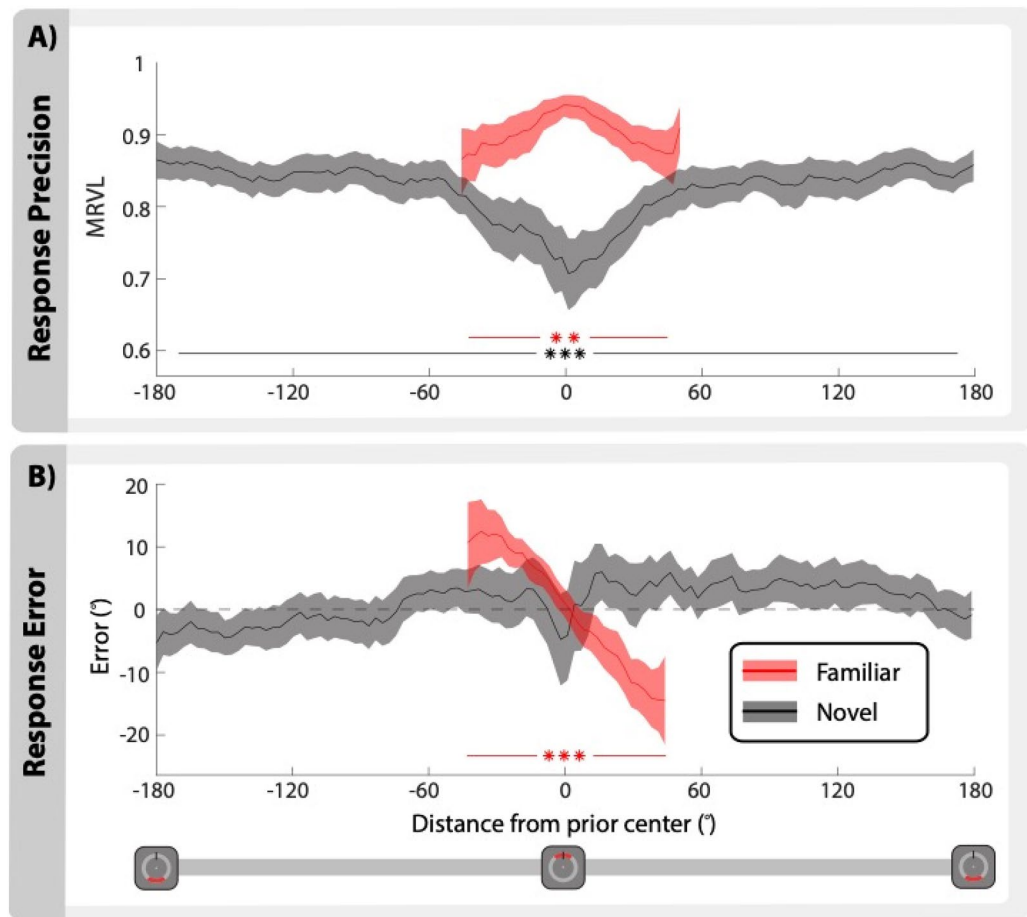 A)
Response Precision
MRVL
1
0.9
0.8
0.7
0.6
** 
***
-180 -120 -60 0 60 120 180
B)
Response Error
Error (°)
20
10
0
-10
-20
Familiar
Novel
***
-180 -120 -60 0 60 120 180
Distance from prior center (°)